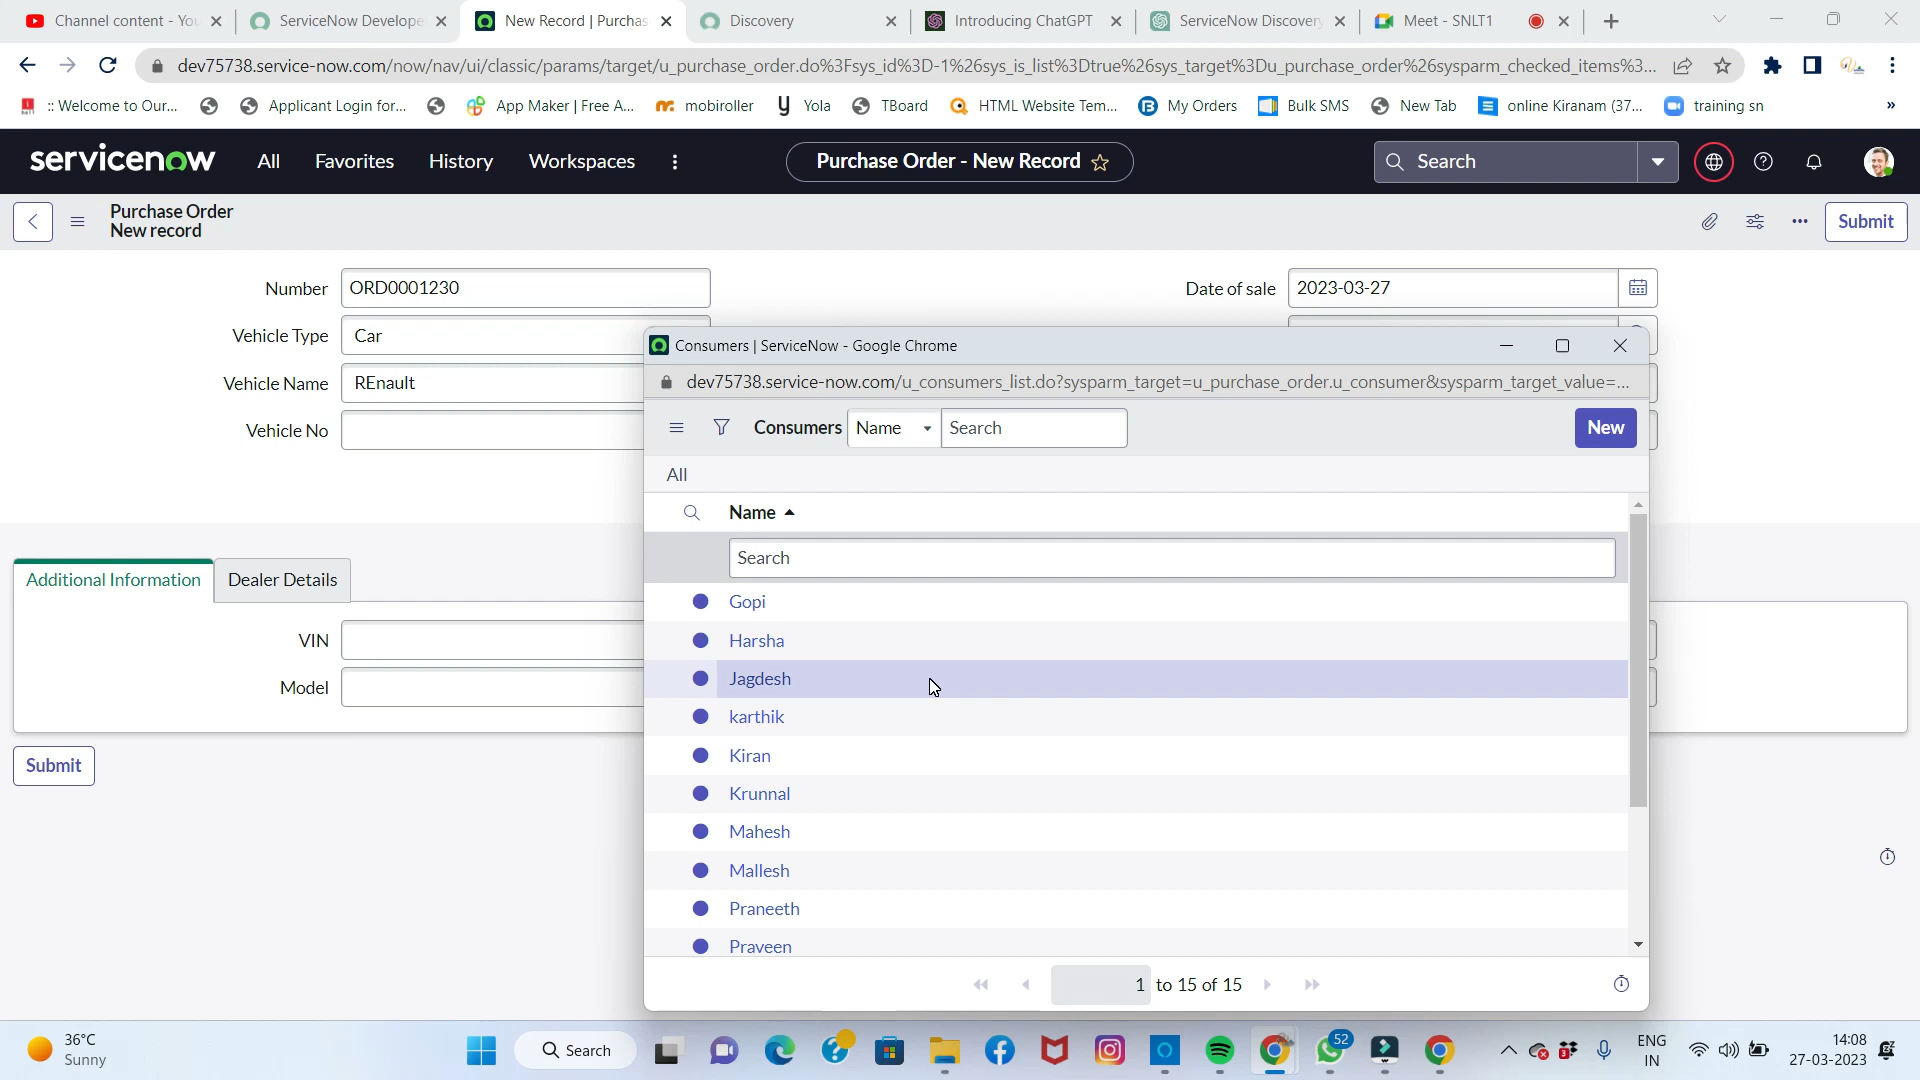 Channel content - Yo
ServiceNow Develope
New Record | Purchas
Discovery
Introducing ChatGPT
ServiceNow Discovery
Meet - SNLT1
dev75738.service-now.com/now/nav/ui/classic/params/target/u_purchase_order.do%3Fsys_id%3D-1%26sys_is_list%3Dtrue%26sys_target%3Du_purchase_order%26sysparm_checked_items%3...
:: Welcome to Our...
Applicant Login for...
App Maker | Free A...
mobiroller
Yola
TBoard
HTML Website Tem...
My Orders
Bulk SMS
New Tab
online Kiranam (37...
training sn
»
servicenow
All
Favorites
History
Workspaces
Purchase Order - New Record
Search
Purchase Order
New record
Submit
Number
ORD0001230
Date of sale
2023-03-27
Vehicle Type
Car
Vehicle Name
REnault
Vehicle No
Consumers | ServiceNow - Google Chrome
dev75738.service-now.com/u_consumers_list.do?sysparm_target=u_purchase_order.u_consumer&sysparm_target_value=...
Consumers
Name
Search
New
All
Name
Search
Gopi
Harsha
Jagdesh
karthik
Kiran
Krunnal
Mahesh
Mallesh
Praneeth
Praveen
1 to 15 of 15
Additional Information
Dealer Details
VIN
Model
Submit
36°C
Sunny
Search
52
3
ENG
IN
14:08
27-03-2023